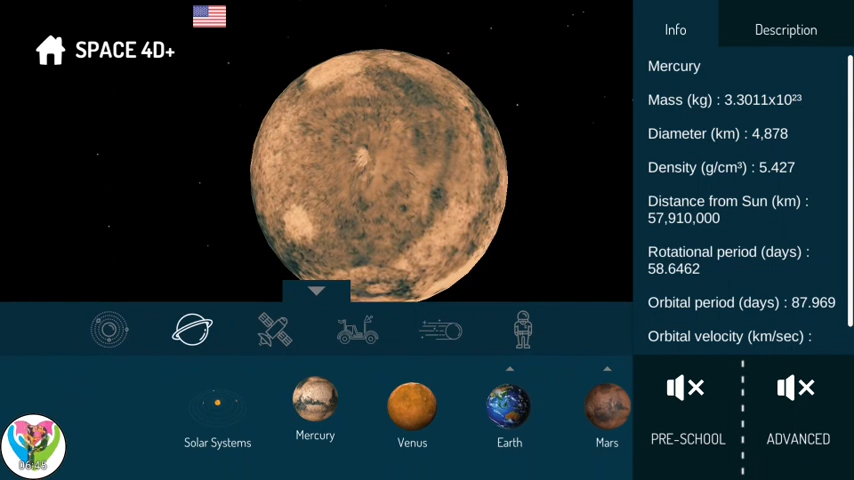 SPACE 4D+
Info
Description
Mercury
Mass (kg) : 3.3011x10²³
Diameter (km) : 4,878
Density (g/cm³) : 5.427
Distance from Sun (km) :
57,910,000
Rotational period (days) :
58.6462
Orbital period (days) : 87.969
Orbital velocity (km/sec) :
Solar Systems
Mercury
Venus
Earth
Mars
PRE-SCHOOL
ADVANCED